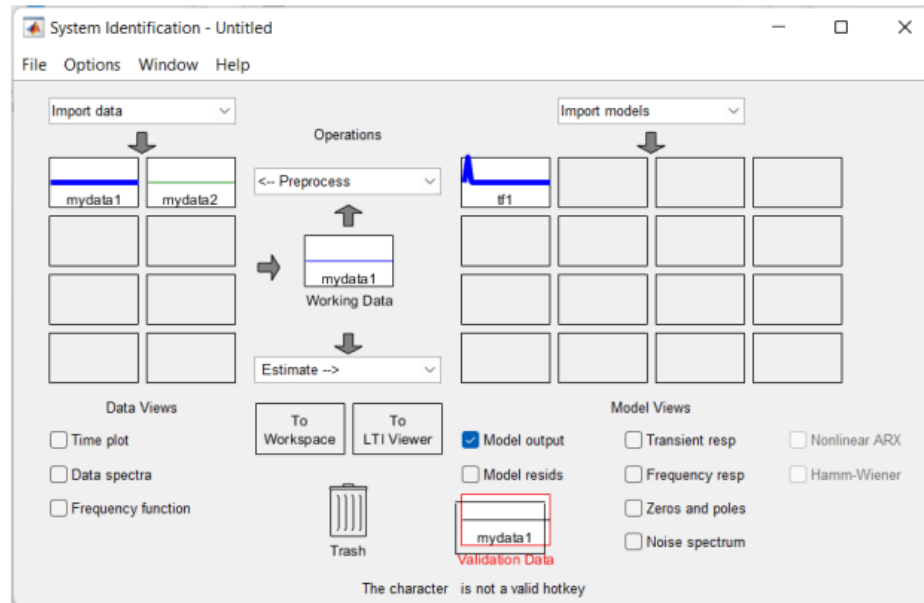 System Identification - Untitled
File Options Window Help
Import data
Import models
Operations
mydata1
mydata2
<-- Preprocess
tf1
mydata1
Working Data
Estimate -->
Data Views
Model Views
To
Workspace
To
LTI Viewer
Time plot
Data spectra
Frequency function
Model output
Model resids
Transient resp
Frequency resp
Zeros and poles
Noise spectrum
Nonlinear ARX
Hamm-Wiener
Trash
mydata1
Validation Data
The character   is not a valid hotkey